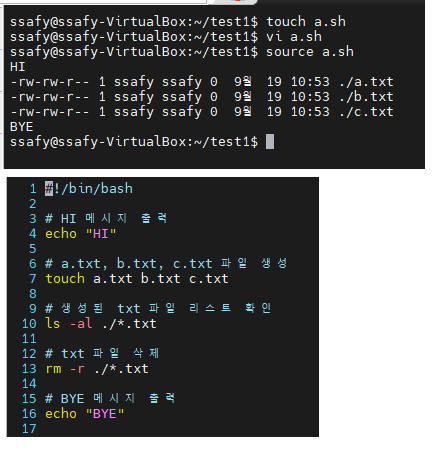 ssafy@ssafy-VirtualBox:~/test1$ touch a.sh
ssafy@ssafy-VirtualBox:~/test1$ vi a.sh
ssafy@ssafy-VirtualBox:~/test1$ source a.sh
HI
-rw-rw-r-- 1 ssafy ssafy 0  9월  19 10:53 ./a.txt
-rw-rw-r-- 1 ssafy ssafy 0  9월  19 10:53 ./b.txt
-rw-rw-r-- 1 ssafy ssafy 0  9월  19 10:53 ./c.txt
BYE
ssafy@ssafy-VirtualBox:~/test1$
1 #!/bin/bash
2
3 # HI 메시지 출력
4 echo "HI"
5
6 # a.txt, b.txt, c.txt 파일 생성
7 touch a.txt b.txt c.txt
8
9 # 생성된 txt 파일 리스트 확인
10 ls -al ./*.txt
11
12 # txt 파일 삭제
13 rm -r ./*.txt
14
15 # BYE 메시지 출력
16 echo "BYE"
17